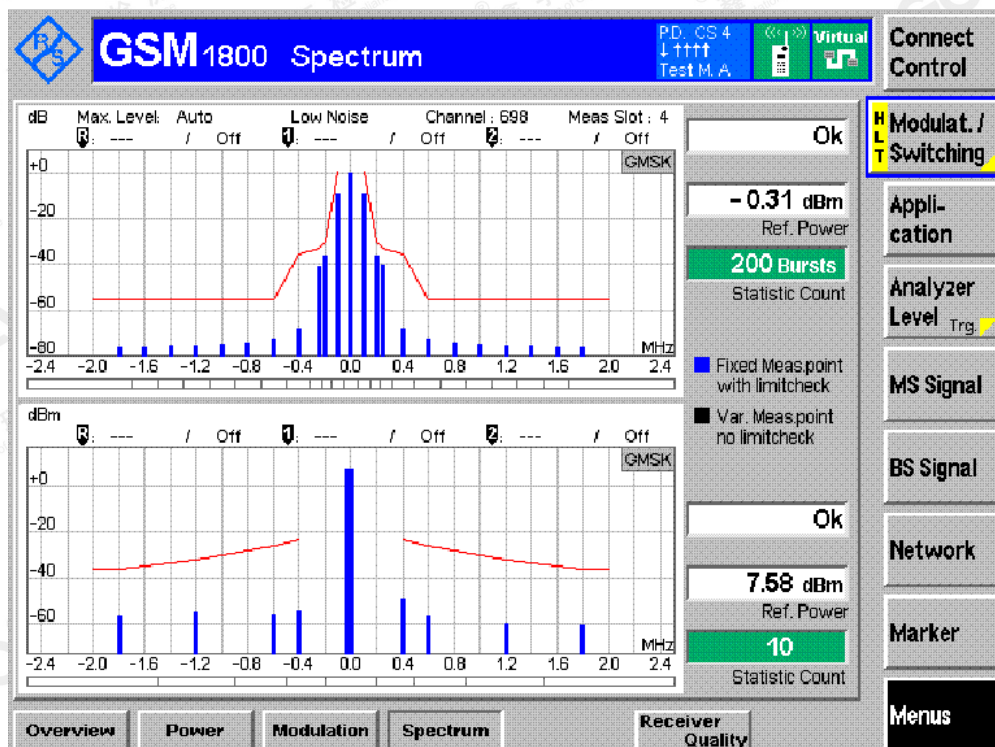 R/S
GSM 1800 Spectrum
P.D. CS 4
↓ ↑↑↑↑
Test M. A
Virtual
Connect
Control
dB Max. Level: Auto Low Noise Channel : 698 Meas Slot : 4
R: --- / Off 1: --- / Off 2: --- / Off
GMSK
+0
-20
-40
-60
-80
MHz
-2.4 -2.0 -1.6 -1.2 -0.8 -0.4 0.0 0.4 0.8 1.2 1.6 2.0 2.4
Ok
- 0.31 dBm
Ref. Power
200 Bursts
Statistic Count
Fixed Meas.point
with limitcheck
Var. Meas.point
no limitcheck
dBm
R: --- / Off 1: --- / Off 2: --- / Off
GMSK
+0
-20
-40
-60
MHz
-2.4 -2.0 -1.6 -1.2 -0.8 -0.4 0.0 0.4 0.8 1.2 1.6 2.0 2.4
Ok
7.58 dBm
Ref. Power
10
Statistic Count
HLT
Modulat. /
Switching
Appli-
cation
Analyzer
Level Trg.
MS Signal
BS Signal
Network
Marker
Menus
Overview Power Modulation Spectrum Receiver
Quality